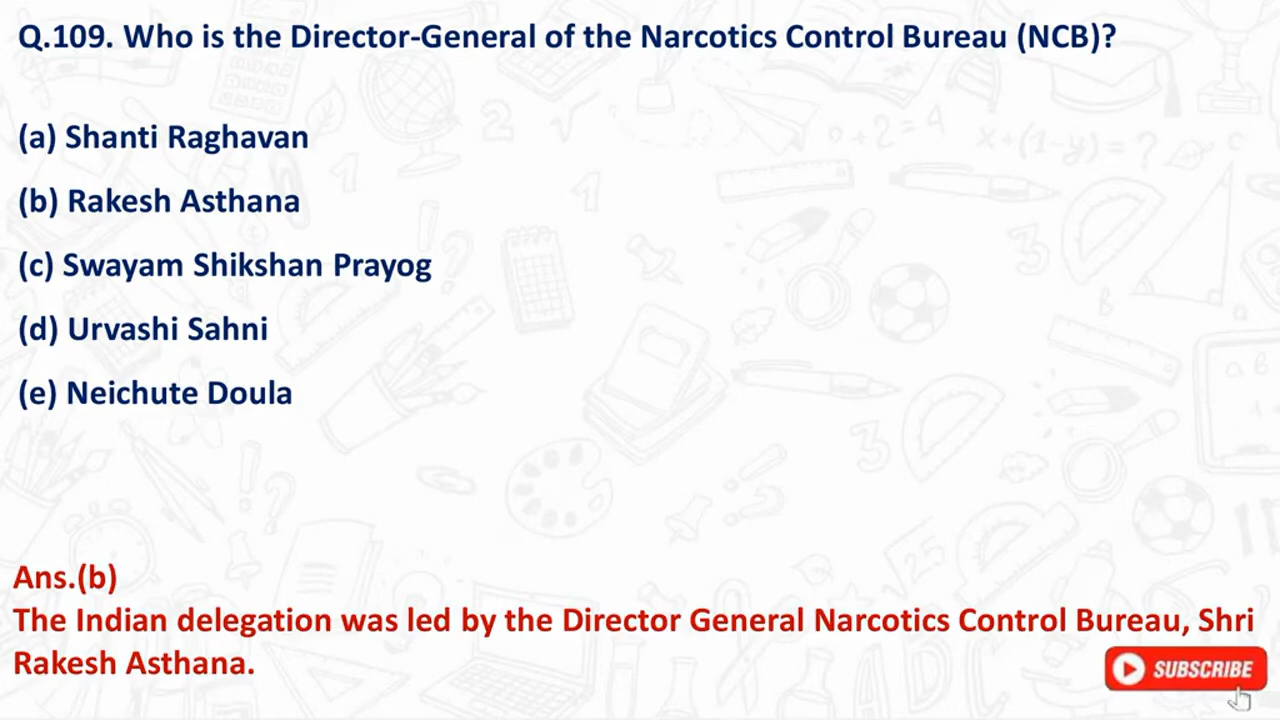 Q.109. Who is the Director-General of the Narcotics Control Bureau (NCB)?
(a) Shanti Raghavan
(b) Rakesh Asthana
(c) Swayam Shikshan Prayog
(d) Urvashi Sahni
(e) Neichute Doula
Ans.(b)
The Indian delegation was led by the Director General Narcotics Control Bureau, Shri
Rakesh Asthana.
SUBSCRIBE